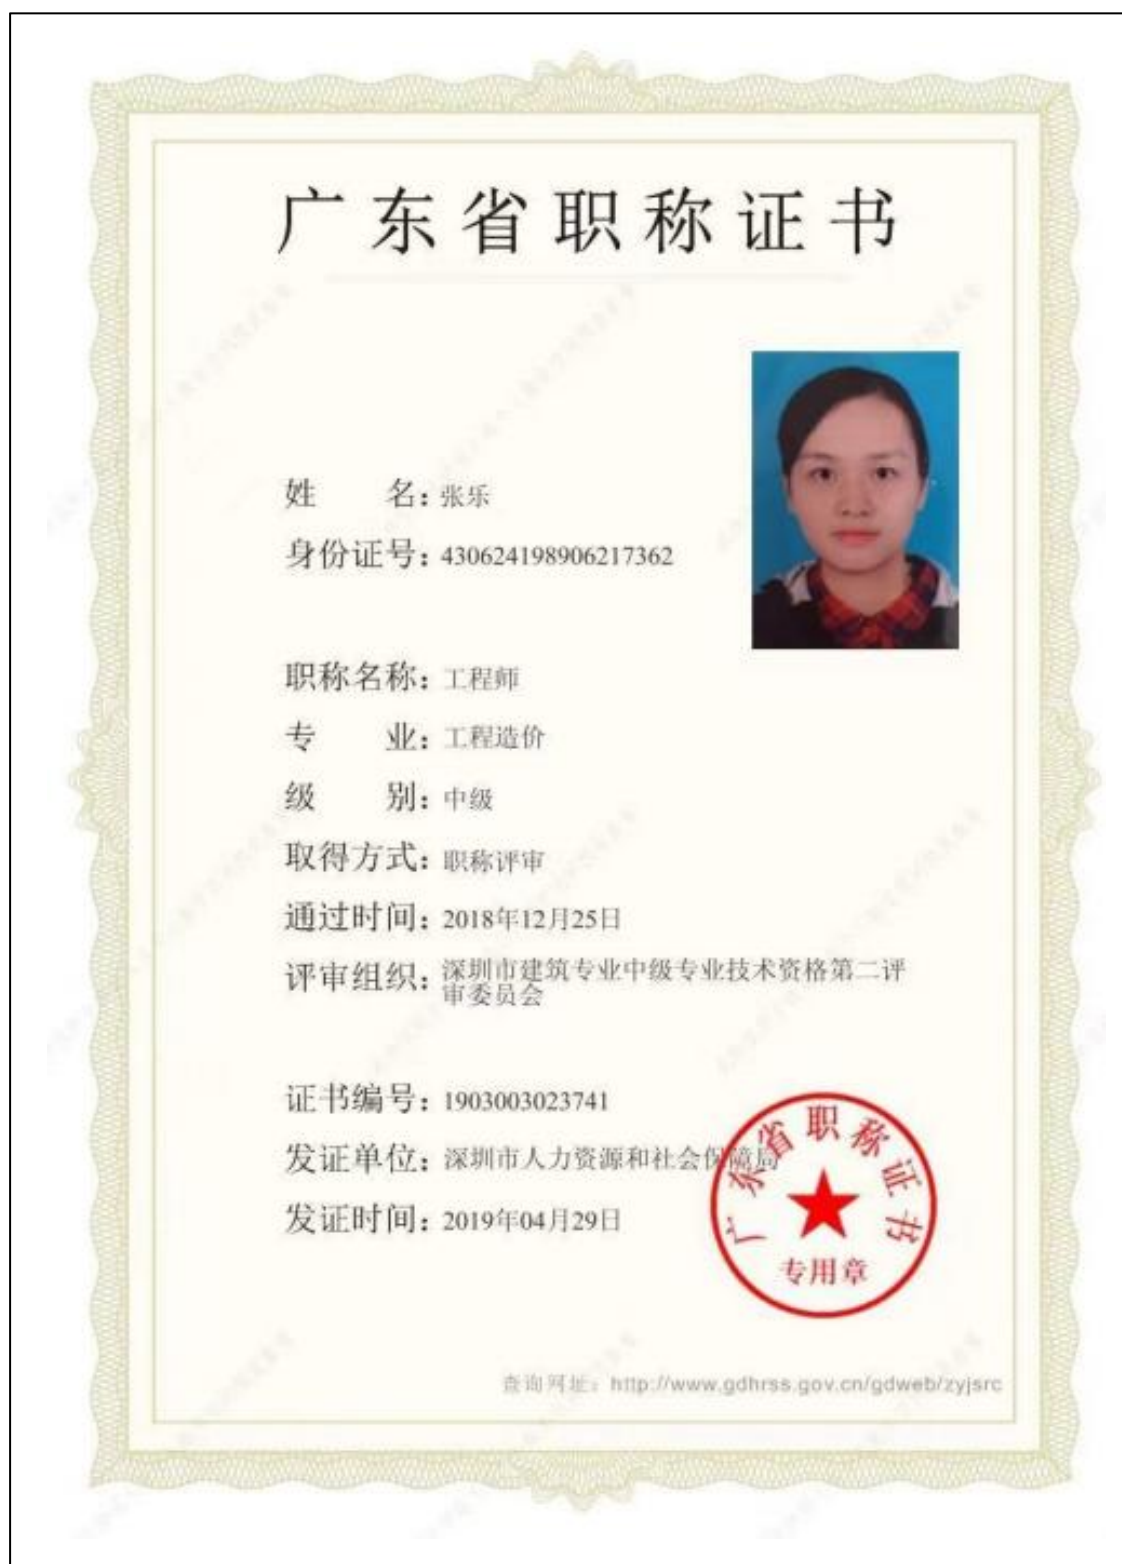 广东省职称证书
姓 名：张乐
身份证号：430624198906217362
职称名称：工程师
专 业：工程造价
级 别：中级
取得方式：职称评审
通过时间：2018年12月25日
评审组织：深圳市建筑专业中级专业技术资格第二评
审委员会
证书编号：1903003023741
发证单位：深圳市人力资源和社会保障局
发证时间：2019年04月29日
广东省职称证书
专用章
查询网址：http://www.gdhrss.gov.cn/gdweb/zyjsrc